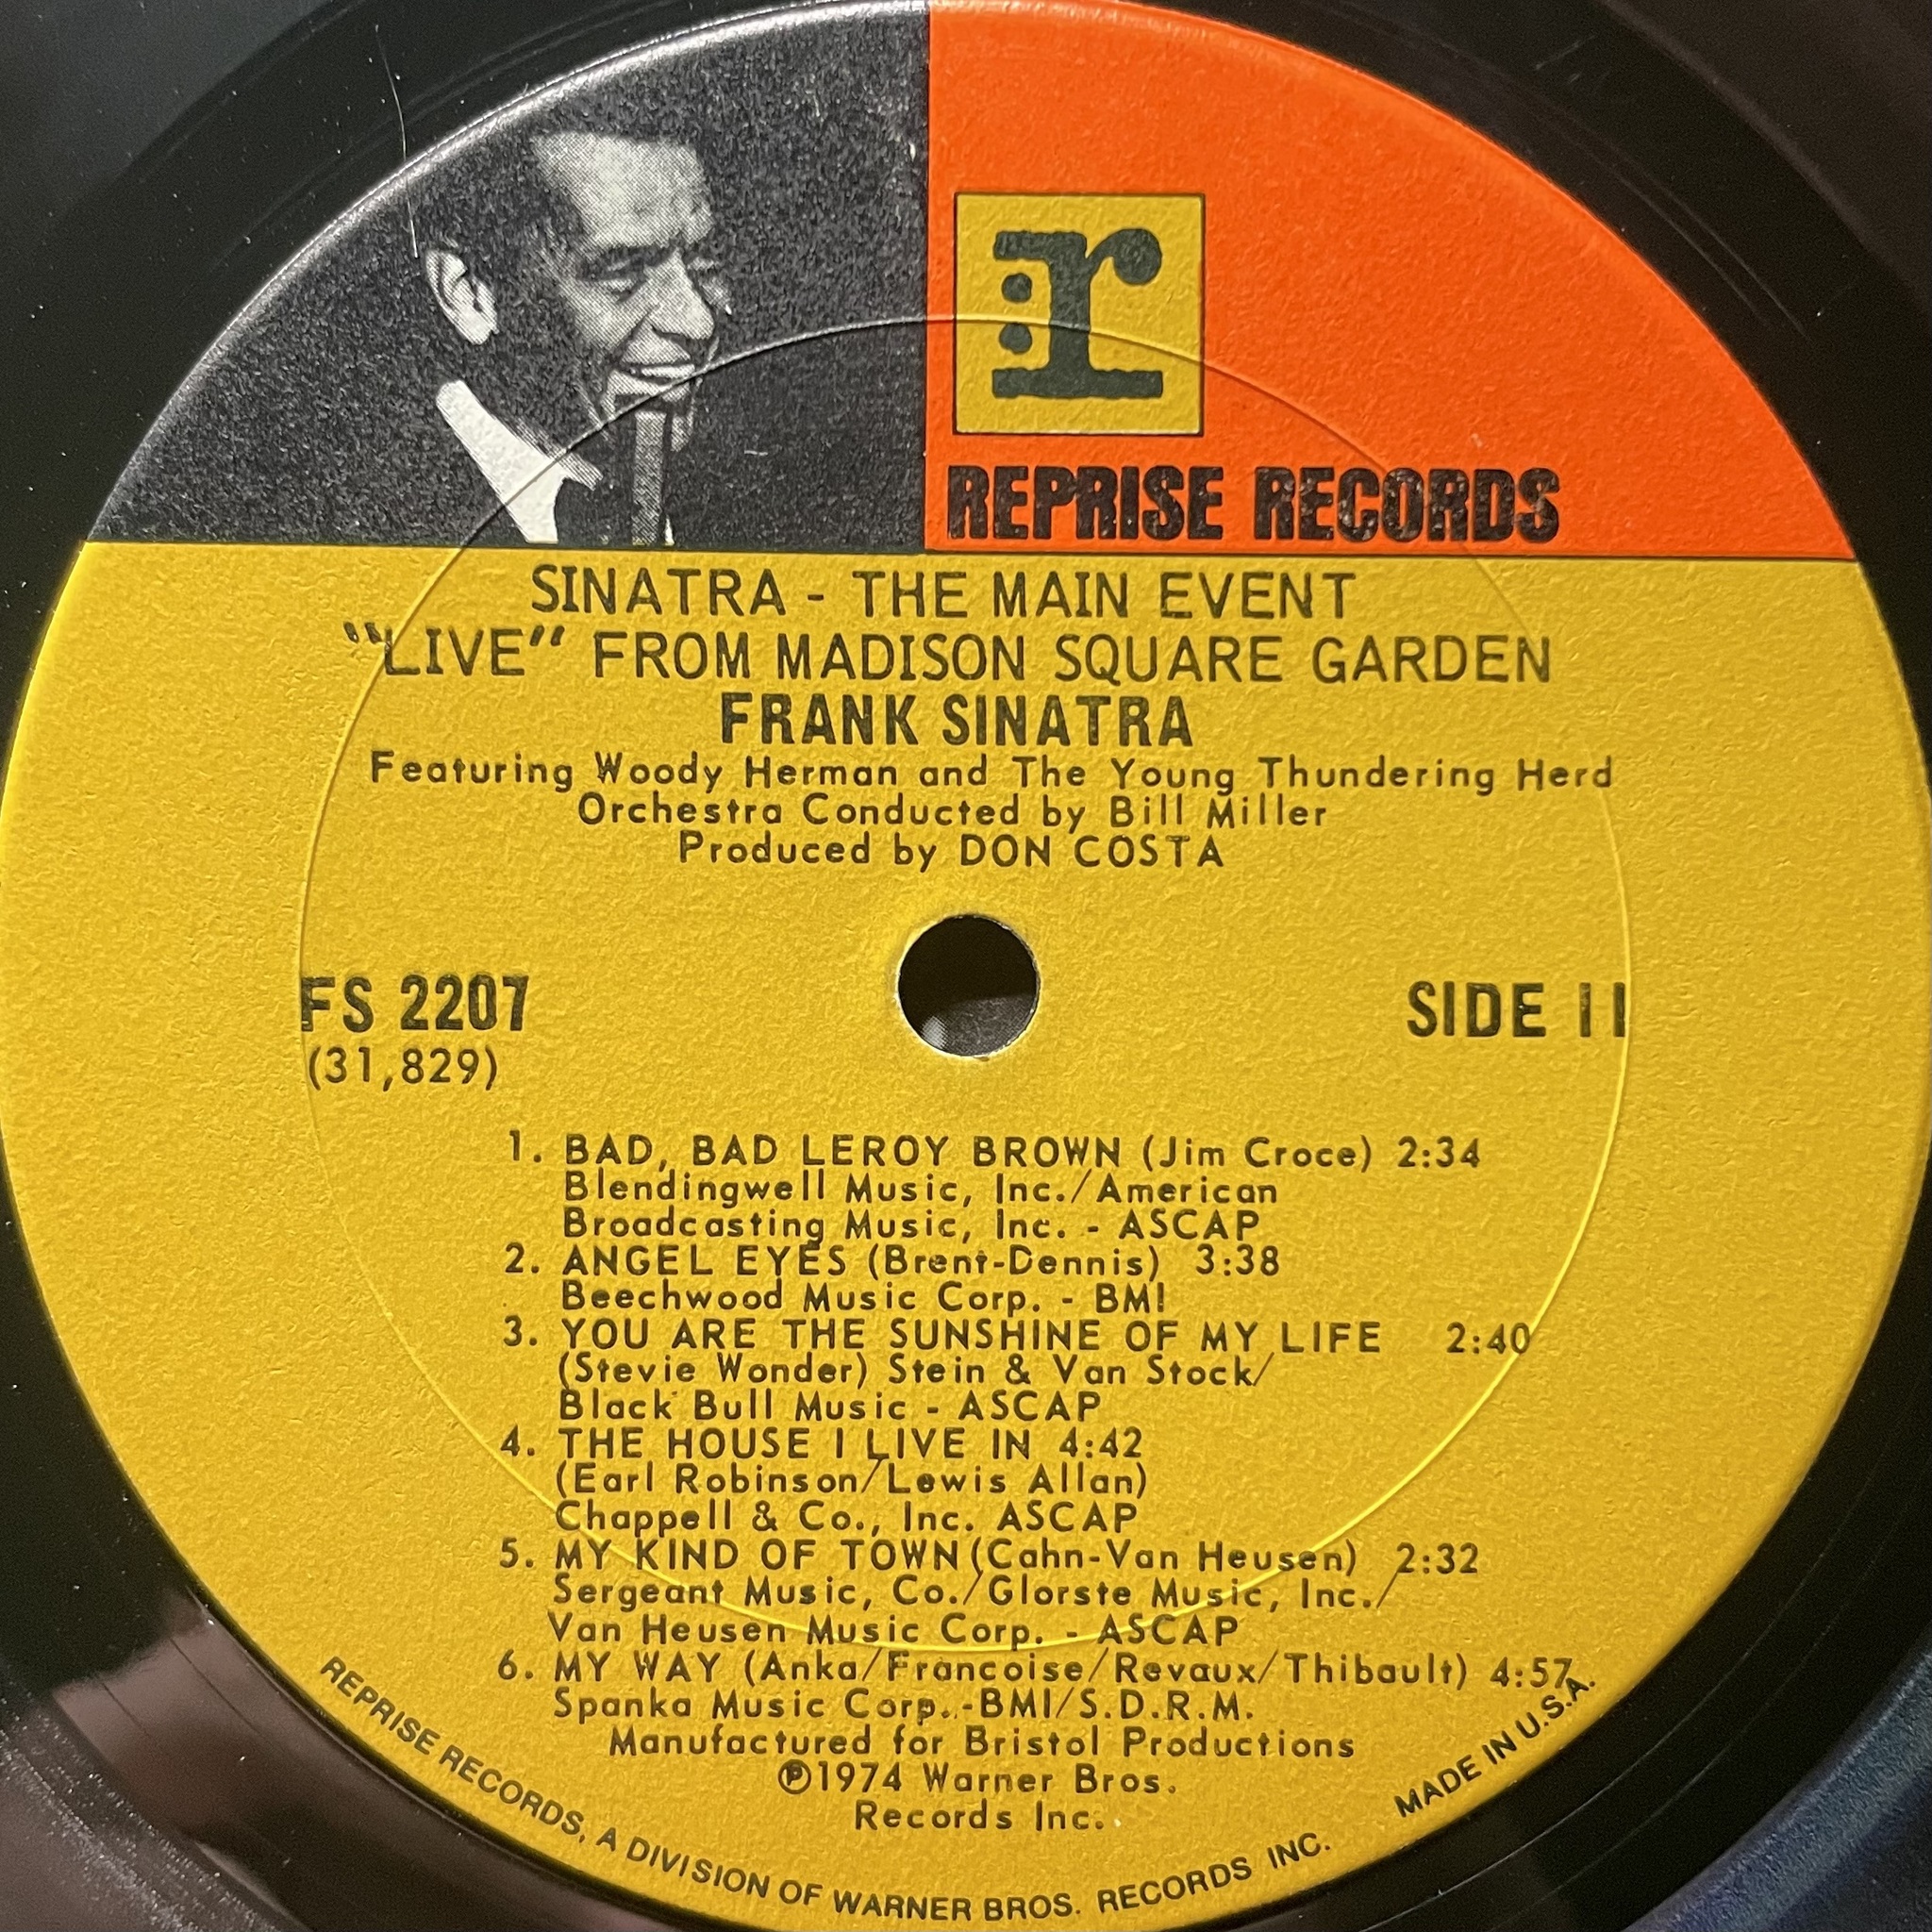 r
REPRISE RECORDS
SINATRA - THE MAIN EVENT
"LIVE" FROM MADISON SQUARE GARDEN
FRANK SINATRA
Featuring Woody Herman and The Young Thundering Herd
Orchestra Conducted by Bill Miller
Produced by DON COSTA
FS 2207
SIDE II
(31,829)
1. BAD, BAD LEROY BROWN (Jim Croce) 2:34
Blendingwell Music, Inc./American
Broadcasting Music, Inc. - ASCAP
2. ANGEL EYES (Brent-Dennis) 3:38
Beechwood Music Corp. - BMI
3. YOU ARE THE SUNSHINE OF MY LIFE 2:40
(Stevie Wonder) Stein & Van Stock/
Black Bull Music - ASCAP
4. THE HOUSE I LIVE IN 4:42
(Earl Robinson/Lewis Allan)
Chappell & Co., Inc. ASCAP
5. MY KIND OF TOWN (Cahn-Van Heusen) 2:32
Sergeant Music, Co./Glorste Music, Inc./
Van Heusen Music Corp. - ASCAP
6. MY WAY (Anka/Francoise/Revaux/Thibault) 4:57
Spanka Music Corp.-BMI/S.D.R.M.
Manufactured for Bristol Productions
℗1974 Warner Bros.
Records Inc.
REPRISE RECORDS, A DIVISION OF WARNER BROS. RECORDS INC. MADE IN U.S.A.